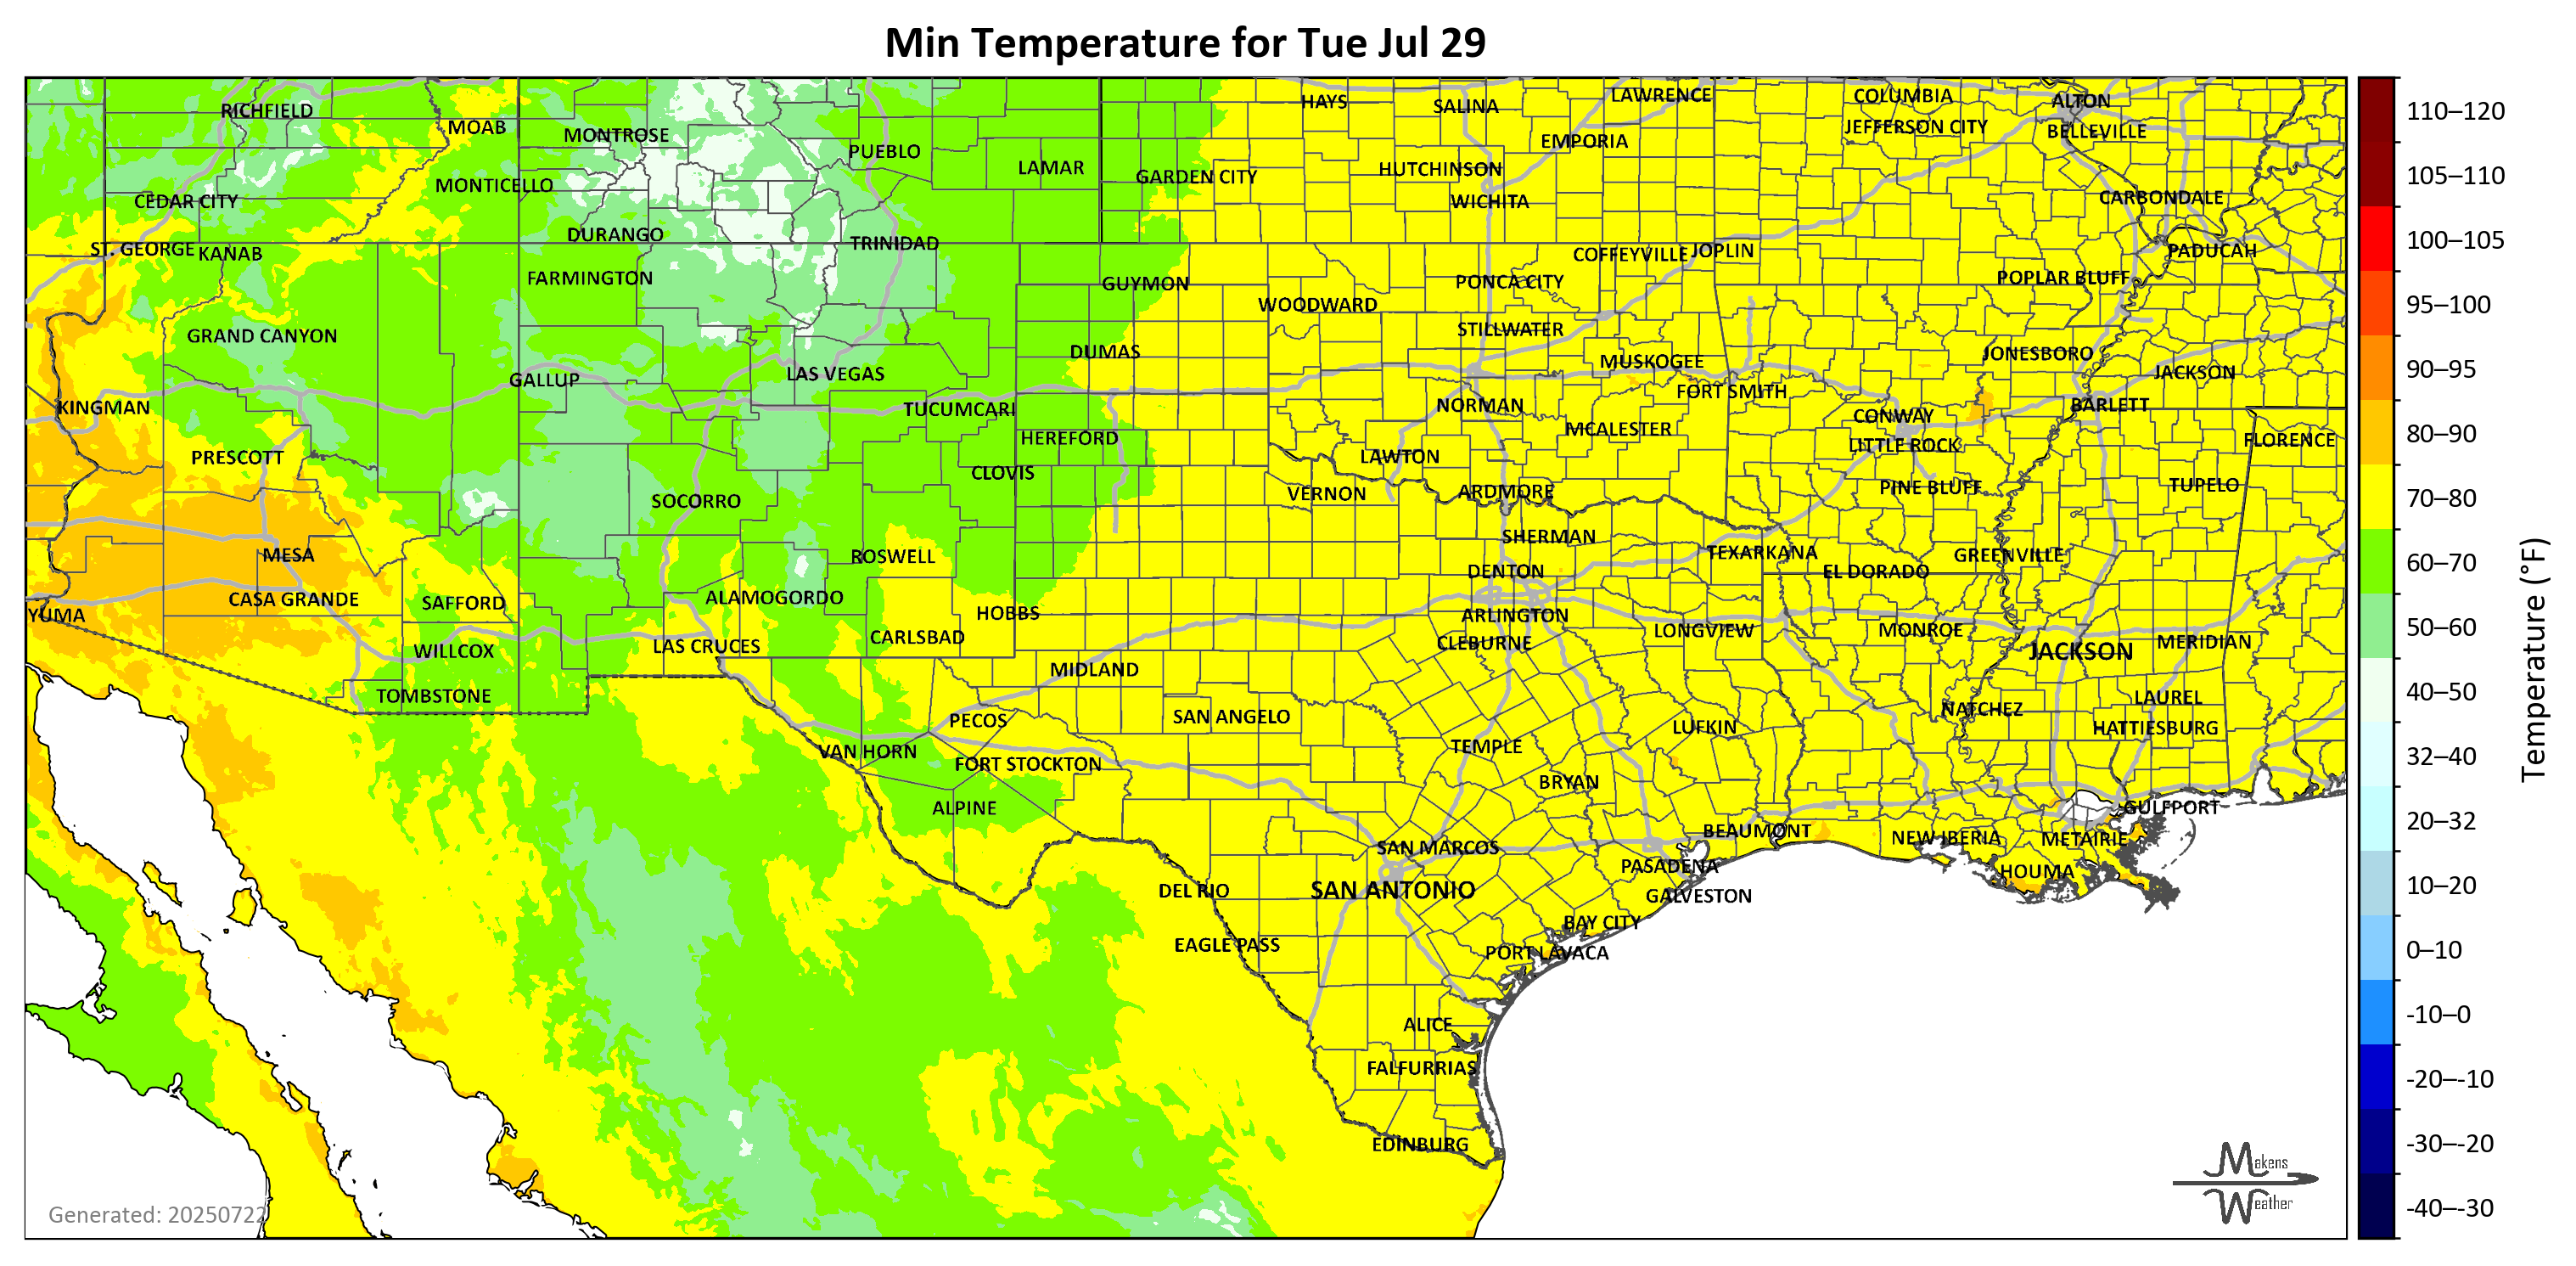 Min Temperature for Tue Jul 29
RICHFIELD
MOAB
MONTROSE
PUEBLO
LAMAR
HAYS
SALINA
LAWRENCE
COLUMBIA
ALTON
JEFFERSON CITY
BELLEVILLE
EMPORIA
GARDEN CITY
HUTCHINSON
WICHITA
CARBONDALE
MONTICELLO
CEDAR CITY
DURANGO
TRINIDAD
ST. GEORGE
KANAB
FARMINGTON
GUYMON
COFFEYVILLE
JOPLIN
PADUCAH
PONCA CITY
POPLAR BLUFF
WOODWARD
STILLWATER
GRAND CANYON
DUMAS
MUSKOGEE
JONESBORO
JACKSON
GALLUP
LAS VEGAS
FORT SMITH
KINGMAN
TUCUMCARI
NORMAN
CONWAY
BARLETT
HEREFORD
MCALESTER
LITTLE ROCK
FLORENCE
PRESCOTT
CLOVIS
LAWTON
SOCORRO
VERNON
ARDMORE
PINE BLUFF
TUPELO
SHERMAN
MESA
ROSWELL
TEXARKANA
GREENVILLE
DENTON
EL DORADO
CASA GRANDE
SAFFORD
ALAMOGORDO
HOBBS
ARLINGTON
YUMA
CARLSBAD
CLEBURNE
LONGVIEW
MONROE
MERIDIAN
WILLCOX
LAS CRUCES
MIDLAND
JACKSON
TOMBSTONE
PECOS
SAN ANGELO
LUFKIN
NATCHEZ
LAUREL
HATTIESBURG
VAN HORN
FORT STOCKTON
TEMPLE
BRYAN
ALPINE
GULFPORT
BEAUMONT
NEW IBERIA
METAIRIE
SAN MARCOS
PASADENA
HOUMA
DEL RIO
SAN ANTONIO
GALVESTON
BAY CITY
EAGLE PASS
PORT LAVACA
ALICE
FALFURRIAS
EDINBURG
Generated: 20250722
Makens
Weather
110–120
105–110
100–105
95–100
90–95
80–90
70–80
60–70
50–60
40–50
32–40
20–32
10–20
0–10
-10–0
-20–-10
-30–-20
-40–-30
Temperature (°F)